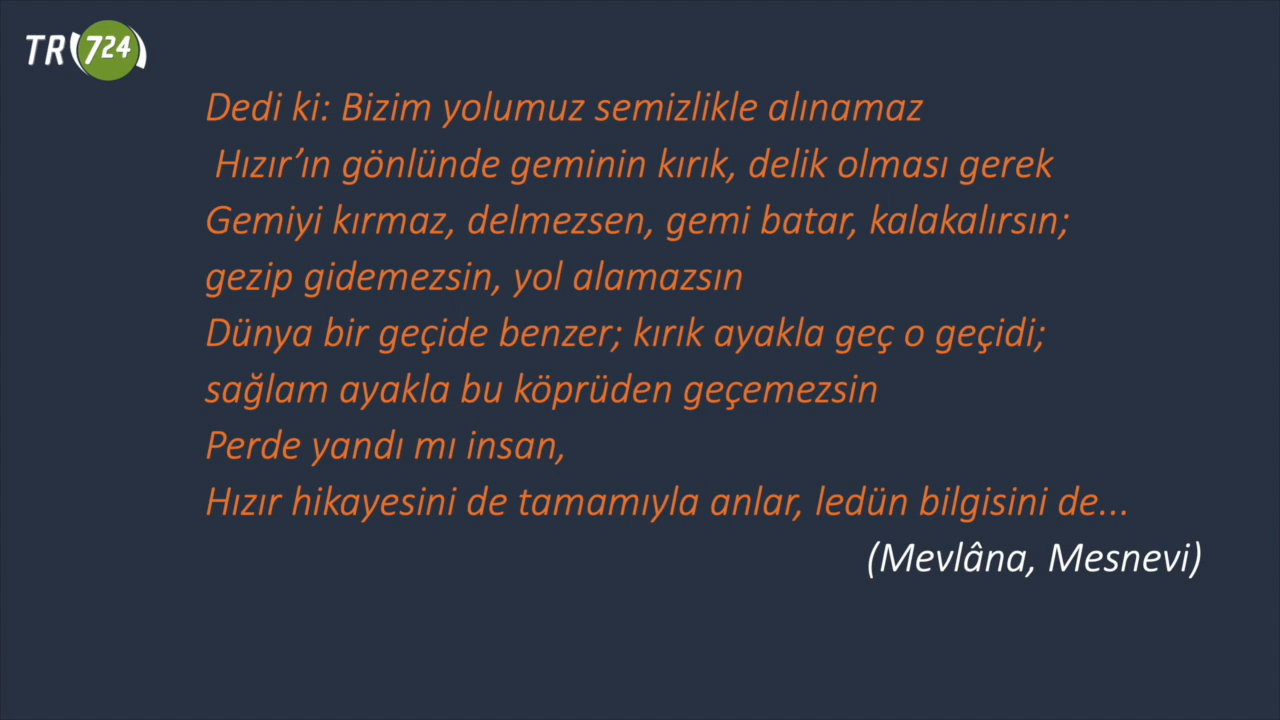 TR724
Dedi ki: Bizim yolumuz semizlikle alınamaz
Hızır’ın gönlünde geminin kırık, delik olması gerek
Gemiyi kırmaz, delmezsen, gemi batar, kalakalırsın;
gezip gidemezsin, yol alamazsın
Dünya bir geçide benzer; kırık ayakla geç o geçidi;
sağlam ayakla bu köprüden geçemezsin
Perde yandı mı insan,
Hızır hikayesini de tamamıyla anlar, ledün bilgisini de...
(Mevlâna, Mesnevi)